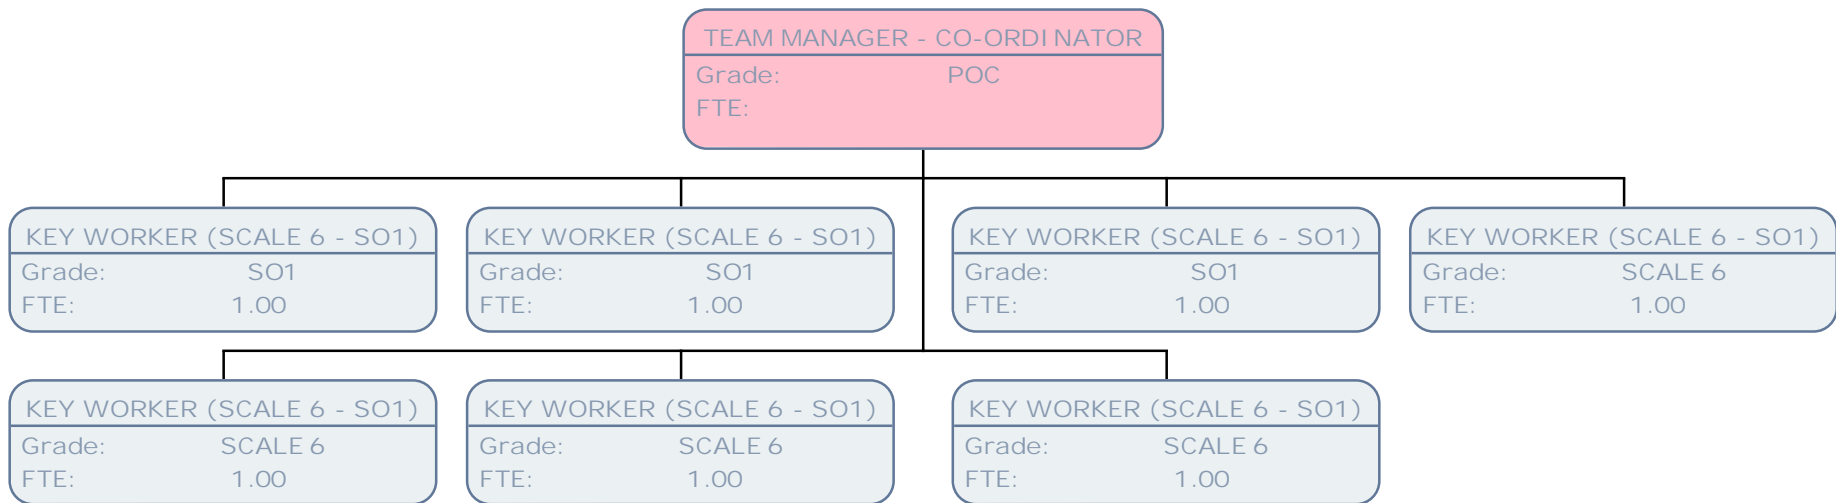 TEAM MANAGER - CO-ORDINATOR
Grade: POC
FTE:
KEY WORKER (SCALE 6 - SO1)
Grade: SO1
FTE: 1.00
KEY WORKER (SCALE 6 - SO1)
Grade: SO1
FTE: 1.00
KEY WORKER (SCALE 6 - SO1)
Grade: SO1
FTE: 1.00
KEY WORKER (SCALE 6 - SO1)
Grade: SCALE 6
FTE: 1.00
KEY WORKER (SCALE 6 - SO1)
Grade: SCALE 6
FTE: 1.00
KEY WORKER (SCALE 6 - SO1)
Grade: SCALE 6
FTE: 1.00
KEY WORKER (SCALE 6 - SO1)
Grade: SCALE 6
FTE: 1.00